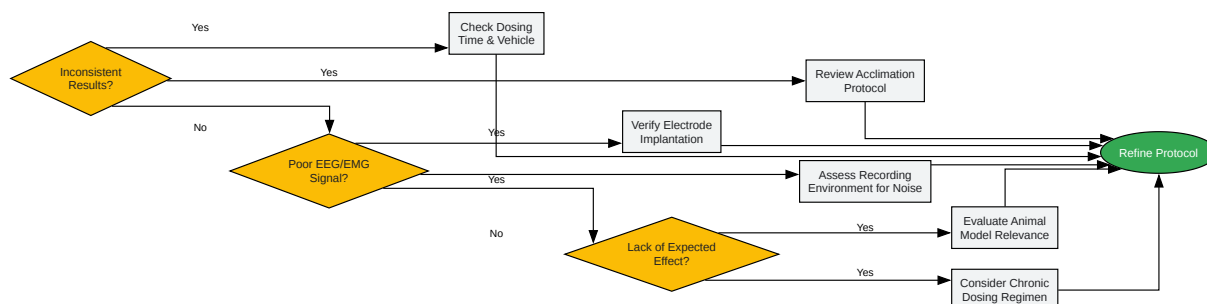 Yes
Check Dosing
Time & Vehicle
Inconsistent
Results?
Yes
Review Acclimation
Protocol
No
Yes
Verify Electrode
Implantation
Refine Protocol
Poor EEG/EMG
Signal?
Yes
Assess Recording
Environment for Noise
No
Lack of Expected
Effect?
Yes
Evaluate Animal
Model Relevance
Yes
Consider Chronic
Dosing Regimen